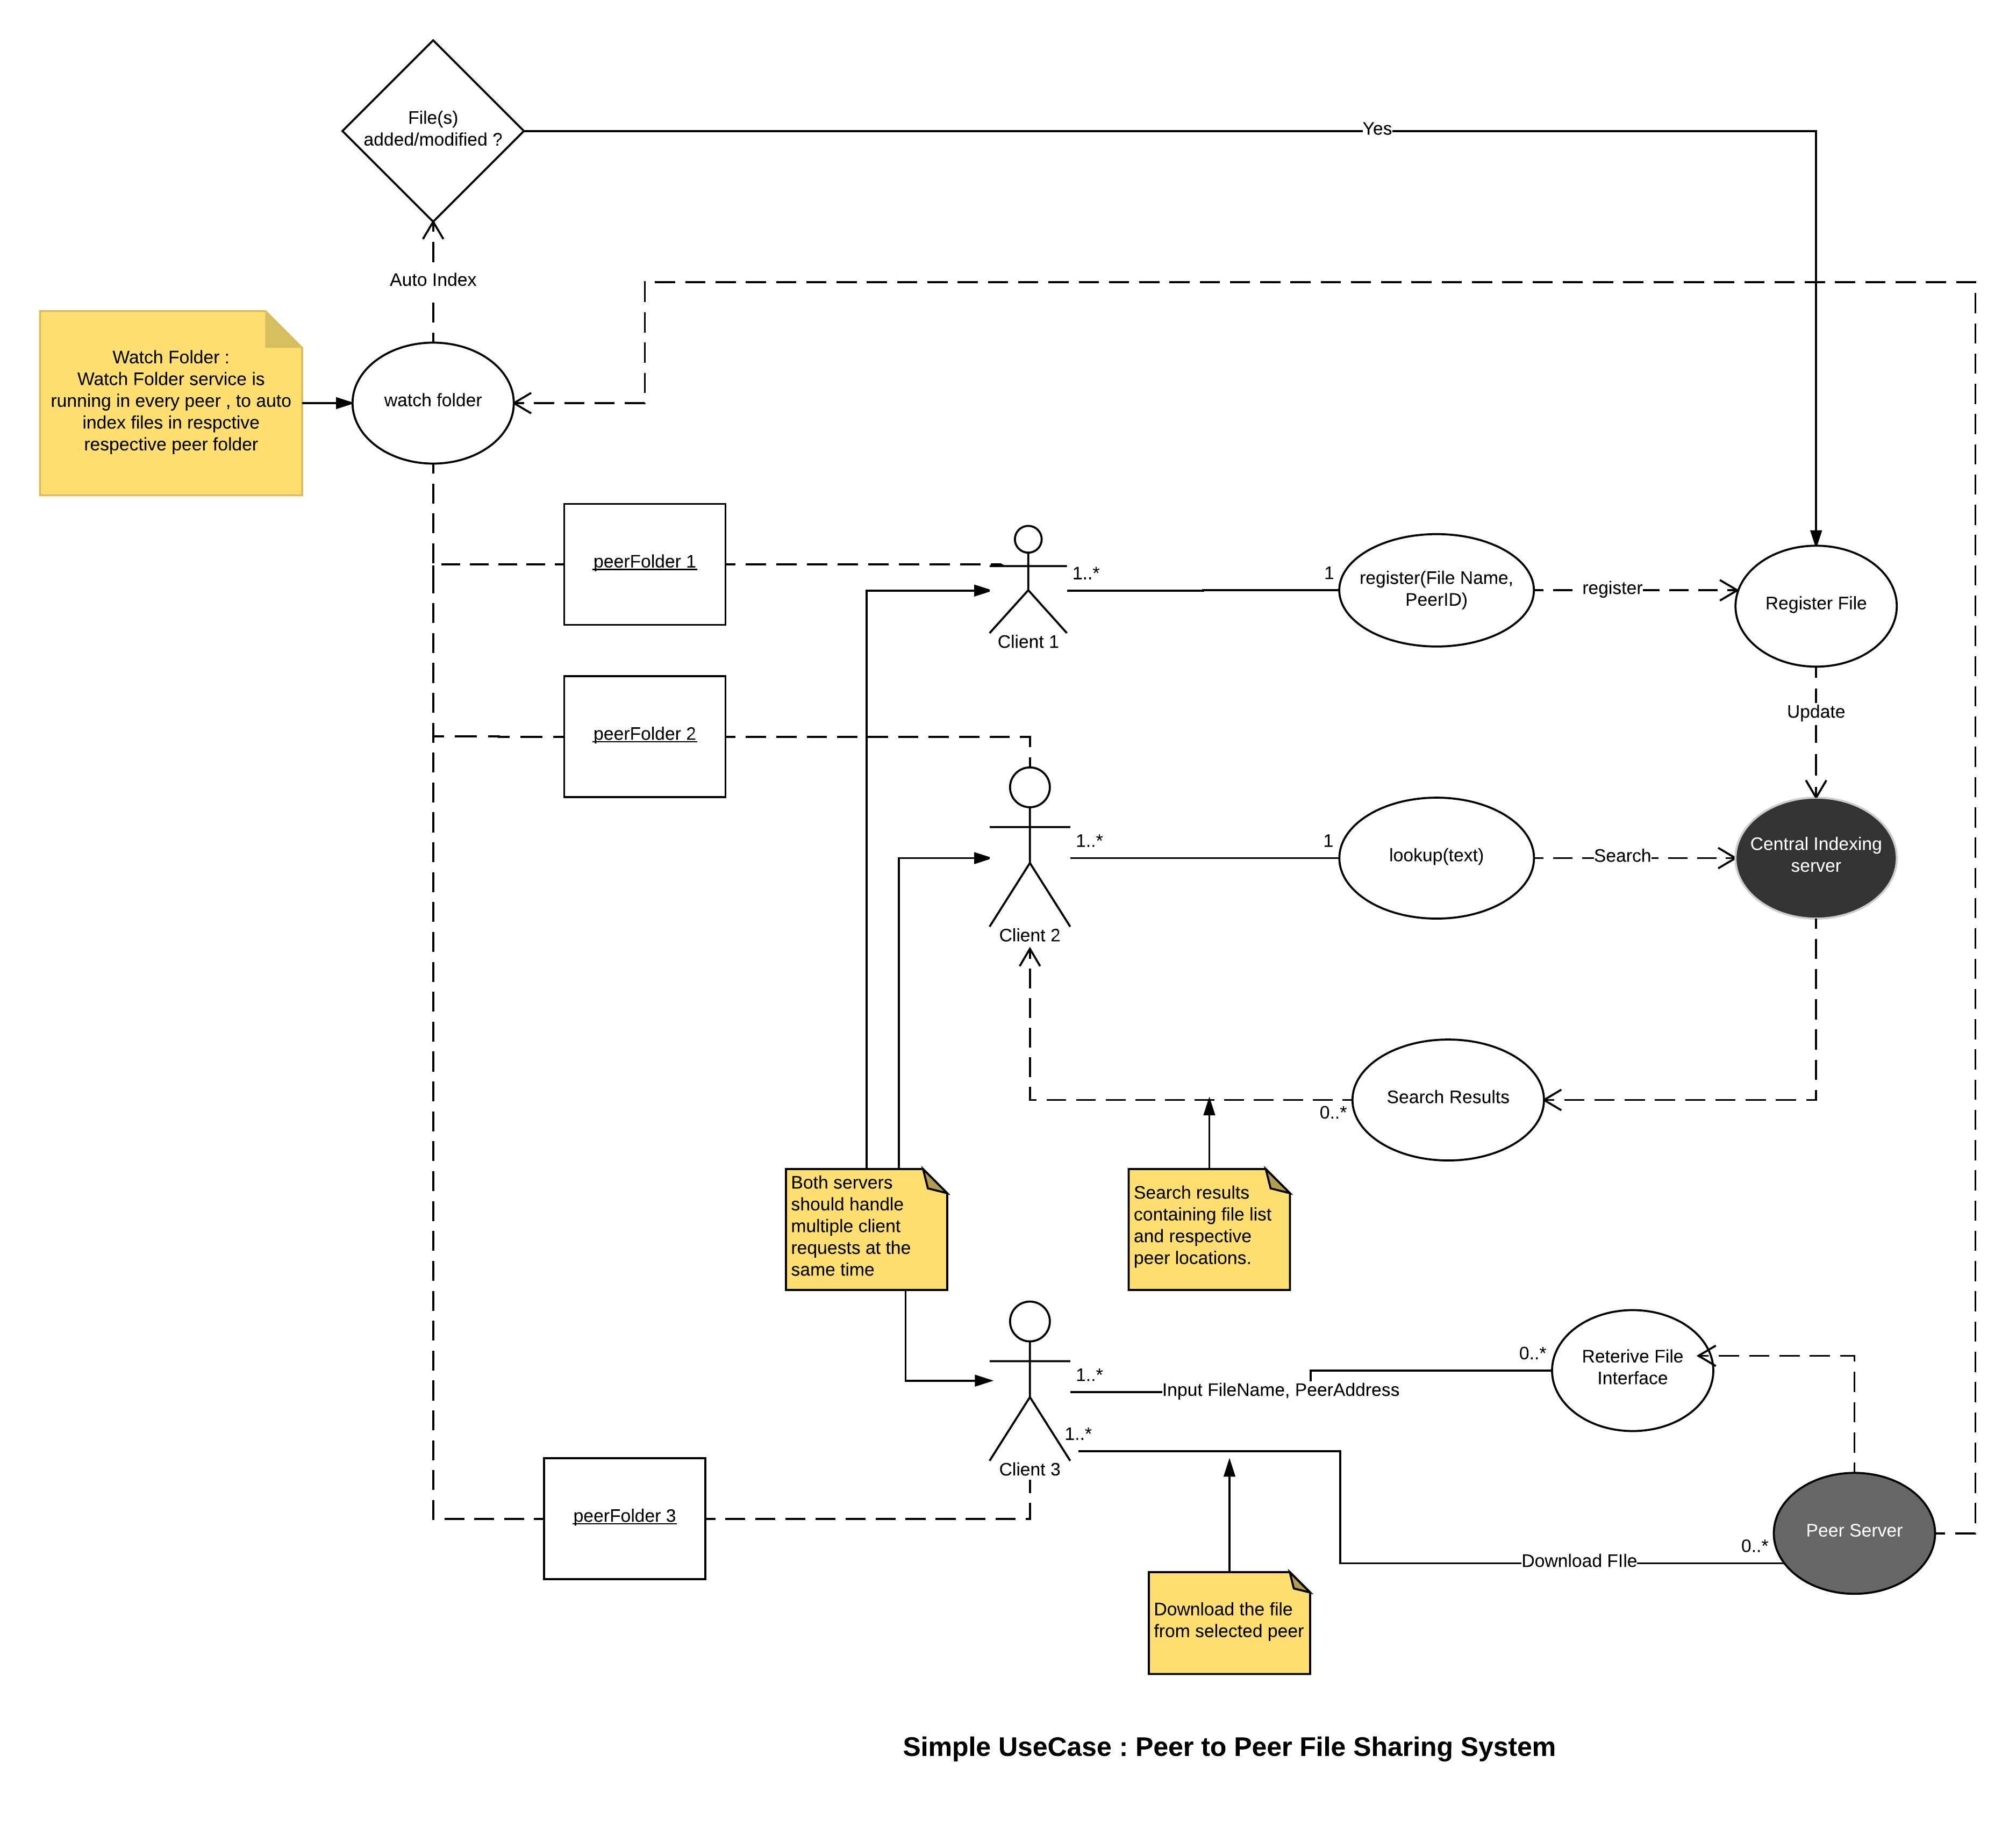 File(s)
added/modified ?
Yes
Auto Index
Watch Folder :
Watch Folder service is
running in every peer , to auto
index files in respctive
respective peer folder
watch folder
peerFolder 1
1..*
Client 1
1
register(File Name,
PeerID)
register
Register File
Update
peerFolder 2
1..*
Client 2
1
lookup(text)
Search
Central Indexing
server
Search Results
0..*
Both servers
should handle
multiple client
requests at the
same time
Search results
containing file list
and respective
peer locations.
1..*
Input FileName, PeerAddress
0..*
Reterive File
Interface
1..*
Client 3
peerFolder 3
Download FIle
0..*
Peer Server
Download the file
from selected peer
Simple UseCase : Peer to Peer File Sharing System